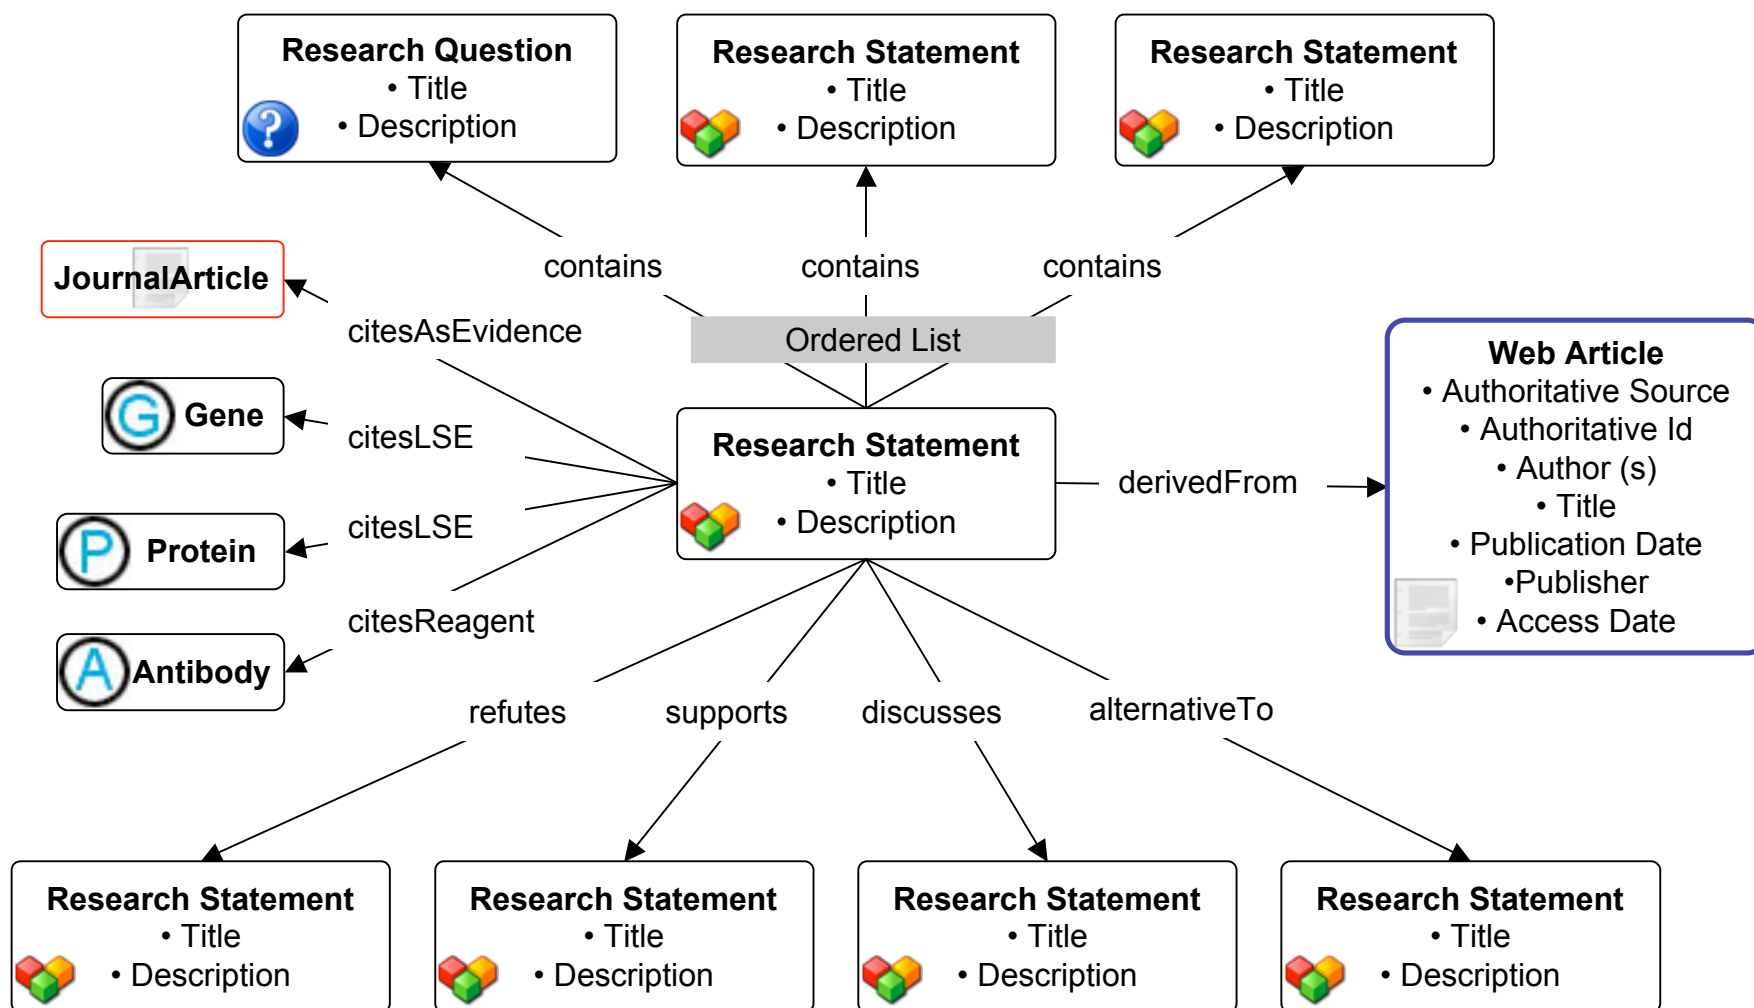 Research Question
• Title
• Description
Research Statement
• Title
• Description
Research Statement
• Title
• Description
contains
contains
contains
Ordered List
JournalArticle
citesAsEvidence
G Gene
citesLSE
P Protein
citesLSE
A Antibody
citesReagent
Research Statement
• Title
• Description
derivedFrom
Web Article
• Authoritative Source
• Authoritative Id
• Author (s)
• Title
• Publication Date
•Publisher
• Access Date
refutes
supports
discusses
alternativeTo
Research Statement
• Title
• Description
Research Statement
• Title
• Description
Research Statement
• Title
• Description
Research Statement
• Title
• Description